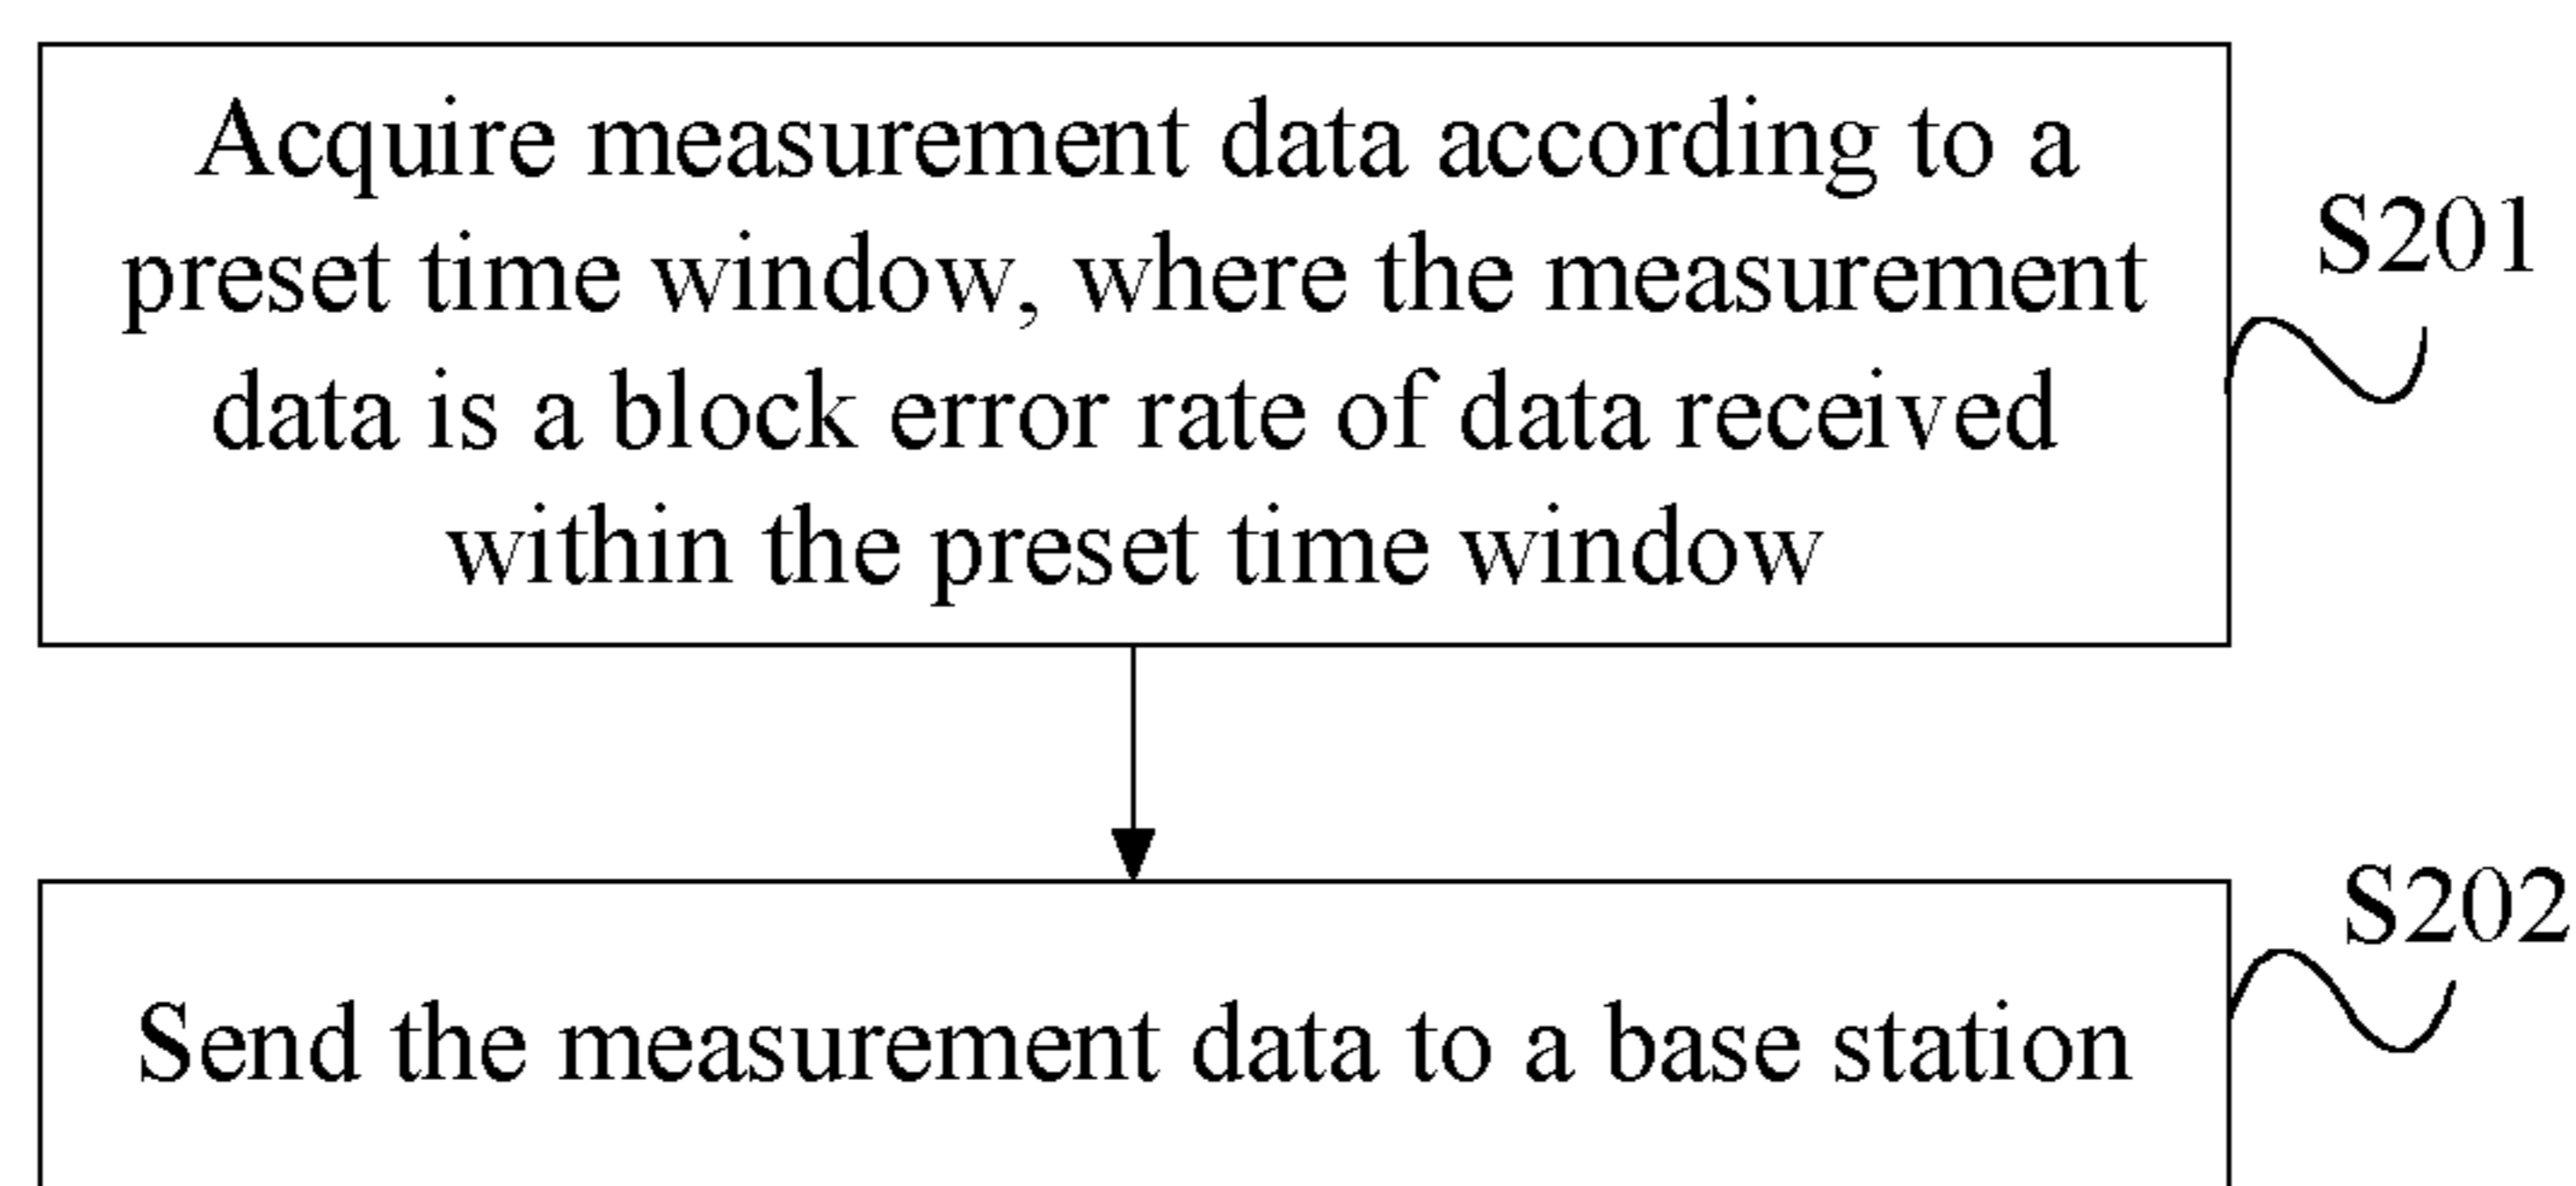 Acquire measurement data according to a
preset time window, where the measurement
data is a block error rate of data received
within the preset time window
S201
S202
Send the measurement data to a base station